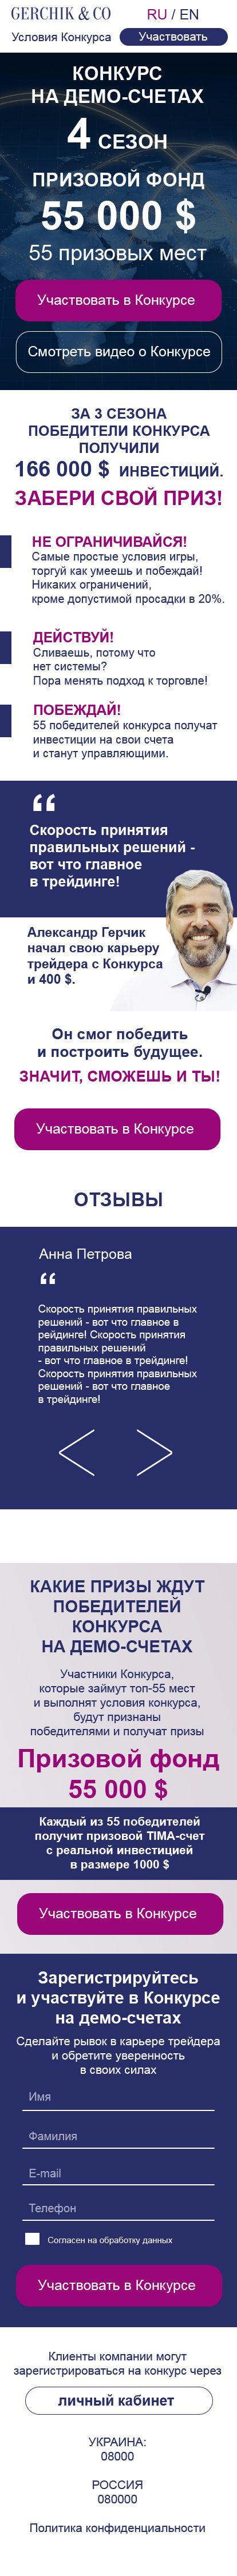 GERCHIK & CO
RU / EN
Условия Конкурса
Участвовать
КОНКУРС
НА ДЕМО-СЧЕТАХ
4 СЕЗОН
ПРИЗОВОЙ ФОНД
55 000 $
55 призовых мест
Участвовать в Конкурсе
Смотреть видео о Конкурсе
ЗА 3 СЕЗОНА
ПОБЕДИТЕЛИ КОНКУРСА
ПОЛУЧИЛИ
166 000 $ ИНВЕСТИЦИЙ.
ЗАБЕРИ СВОЙ ПРИЗ!
НЕ ОГРАНИЧИВАЙСЯ!
Самые простые условия игры,
торгуй как умеешь и побеждай!
Никаких ограничений,
кроме допустимой просадки в 20%.
ДЕЙСТВУЙ!
Сливаешь, потому что
нет системы?
Пора менять подход к торговле!
ПОБЕЖДАЙ!
55 победителей конкурса получат
инвестиции на свои счета
и станут управляющими.
“
Скорость принятия
правильных решений -
вот что главное
в трейдинге!
Александр Герчик
начал свою карьеру
трейдера с Конкурса
и 400 $.
Он смог победить
и построить будущее.
ЗНАЧИТ, СМОЖЕШЬ И ТЫ!
Участвовать в Конкурсе
ОТЗЫВЫ
Анна Петрова
“
Скорость принятия правильных
решений - вот что главное в
рейдинге! Скорость принятия
правильных решений
- вот что главное в трейдинге!
Скорость принятия правильных
решений - вот что главное
в трейдинге!
КАКИЕ ПРИЗЫ ЖДУТ
ПОБЕДИТЕЛЕЙ
КОНКУРСА
НА ДЕМО-СЧЕТАХ
Участники Конкурса,
которые займут топ-55 мест
и выполнят условия конкурса,
будут признаны
победителями и получат призы
Призовой фонд
55 000 $
Каждый из 55 победителей
получит призовой TIMA-счет
с реальной инвестицией
в размере 1000 $
Участвовать в Конкурсе
Зарегистрируйтесь
и участвуйте в Конкурсе
на демо-счетах
Сделайте рывок в карьере трейдера
и обретите уверенность
в своих силах
Имя
Фамилия
E-mail
Телефон
Согласен на обработку данных
Участвовать в Конкурсе
Клиенты компании могут
зарегистрироваться на конкурс через
личный кабинет
УКРАИНА:
08000
РОССИЯ
080000
Политика конфиденциальности